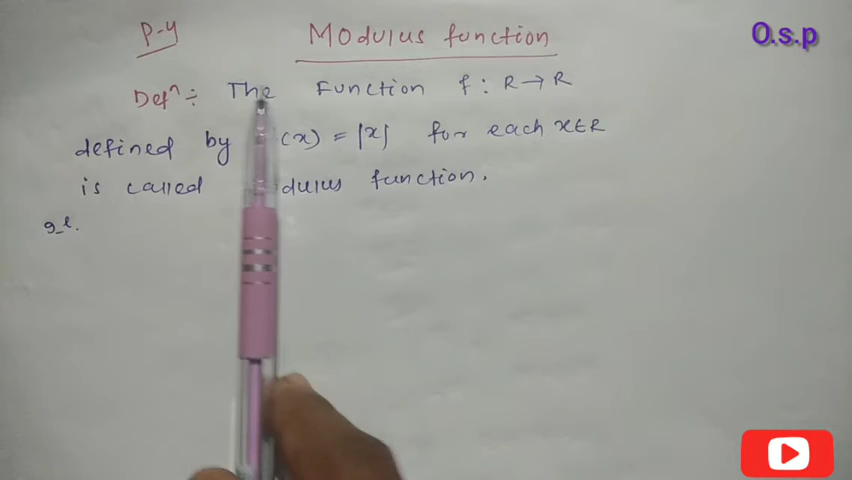 P-4
Modulus function
O.s.p
Defⁿ ÷ The Function f : R → R
defined by (x) = |x| for each x∈R
is called dulus function.